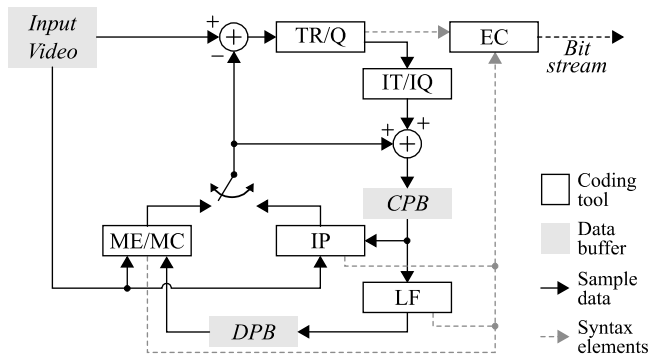 Input
Video
+
−
TR/Q
EC
Bit
stream
IT/IQ
+
+
CPB
ME/MC
IP
LF
DPB
Coding
tool
Data
buffer
Sample
data
Syntax
elements